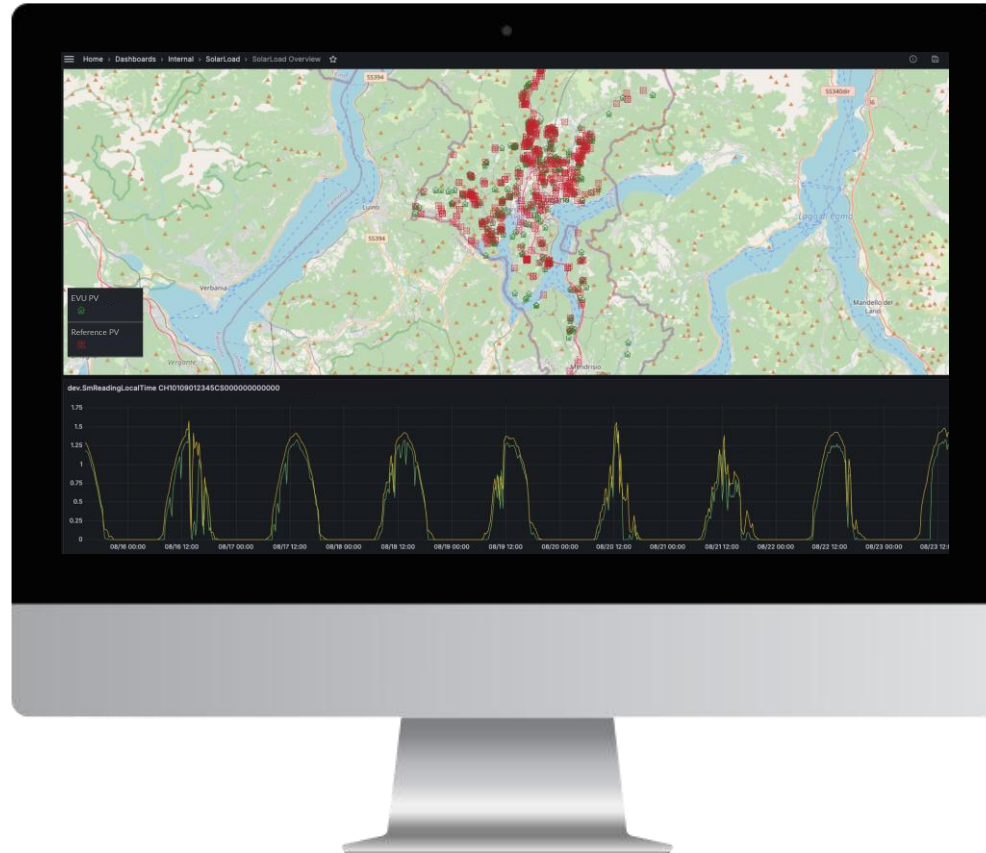 Home › Dashboards › Internal › SolarLoad › SolarLoad Overview
SS394
SS340dir
Luino
SS394
Lago di Como
Verbania
EVU PV
Reference PV
Mandello del
Lario
Vergante
Mendrisio
dev.SmReadingLocalTime CH10109012345CS000000000000
1.75
1.5
1.25
1
0.75
0.5
0.25
0
08/16 00:00 08/16 12:00 08/17 00:00 08/17 12:00 08/18 00:00 08/18 12:00 08/19 00:00 08/19 12:00 08/20 00:00 08/20 12:00 08/21 00:00 08/21 12:00 08/22 00:00 08/22 12:00 08/23 00:00